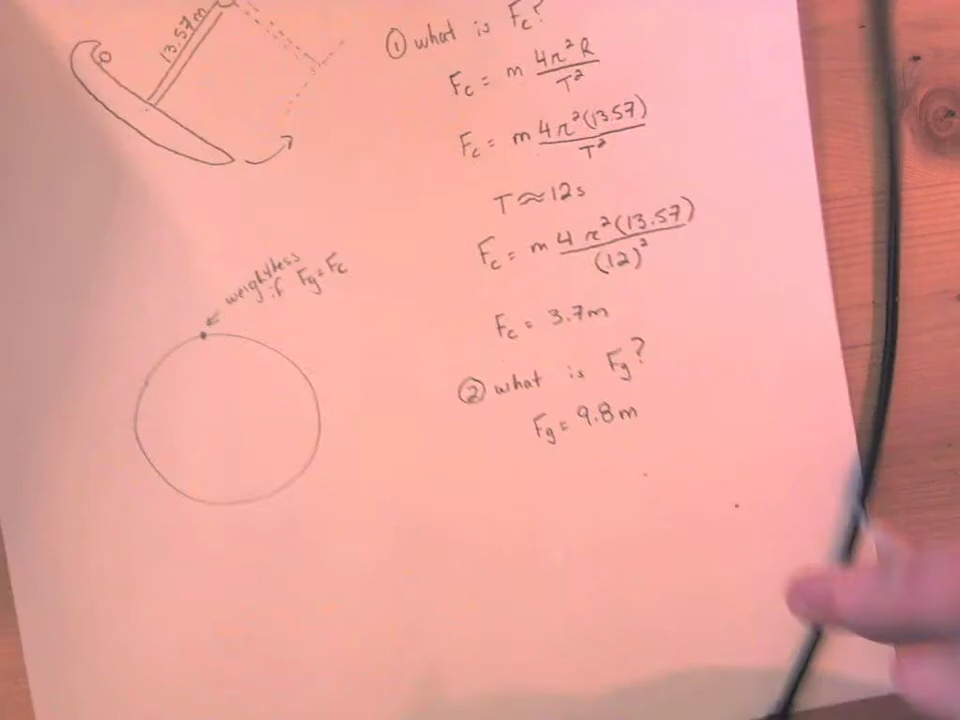 13.57m
① what is Fc?
Fc = m 4π²R / T²
Fc = m 4π²(13.57) / T²
T ≈ 12s
Fc = m 4π²(13.57) / (12)²
weightless
if Fg = Fc
Fc = 3.7m
② what is Fg?
Fg = 9.8m